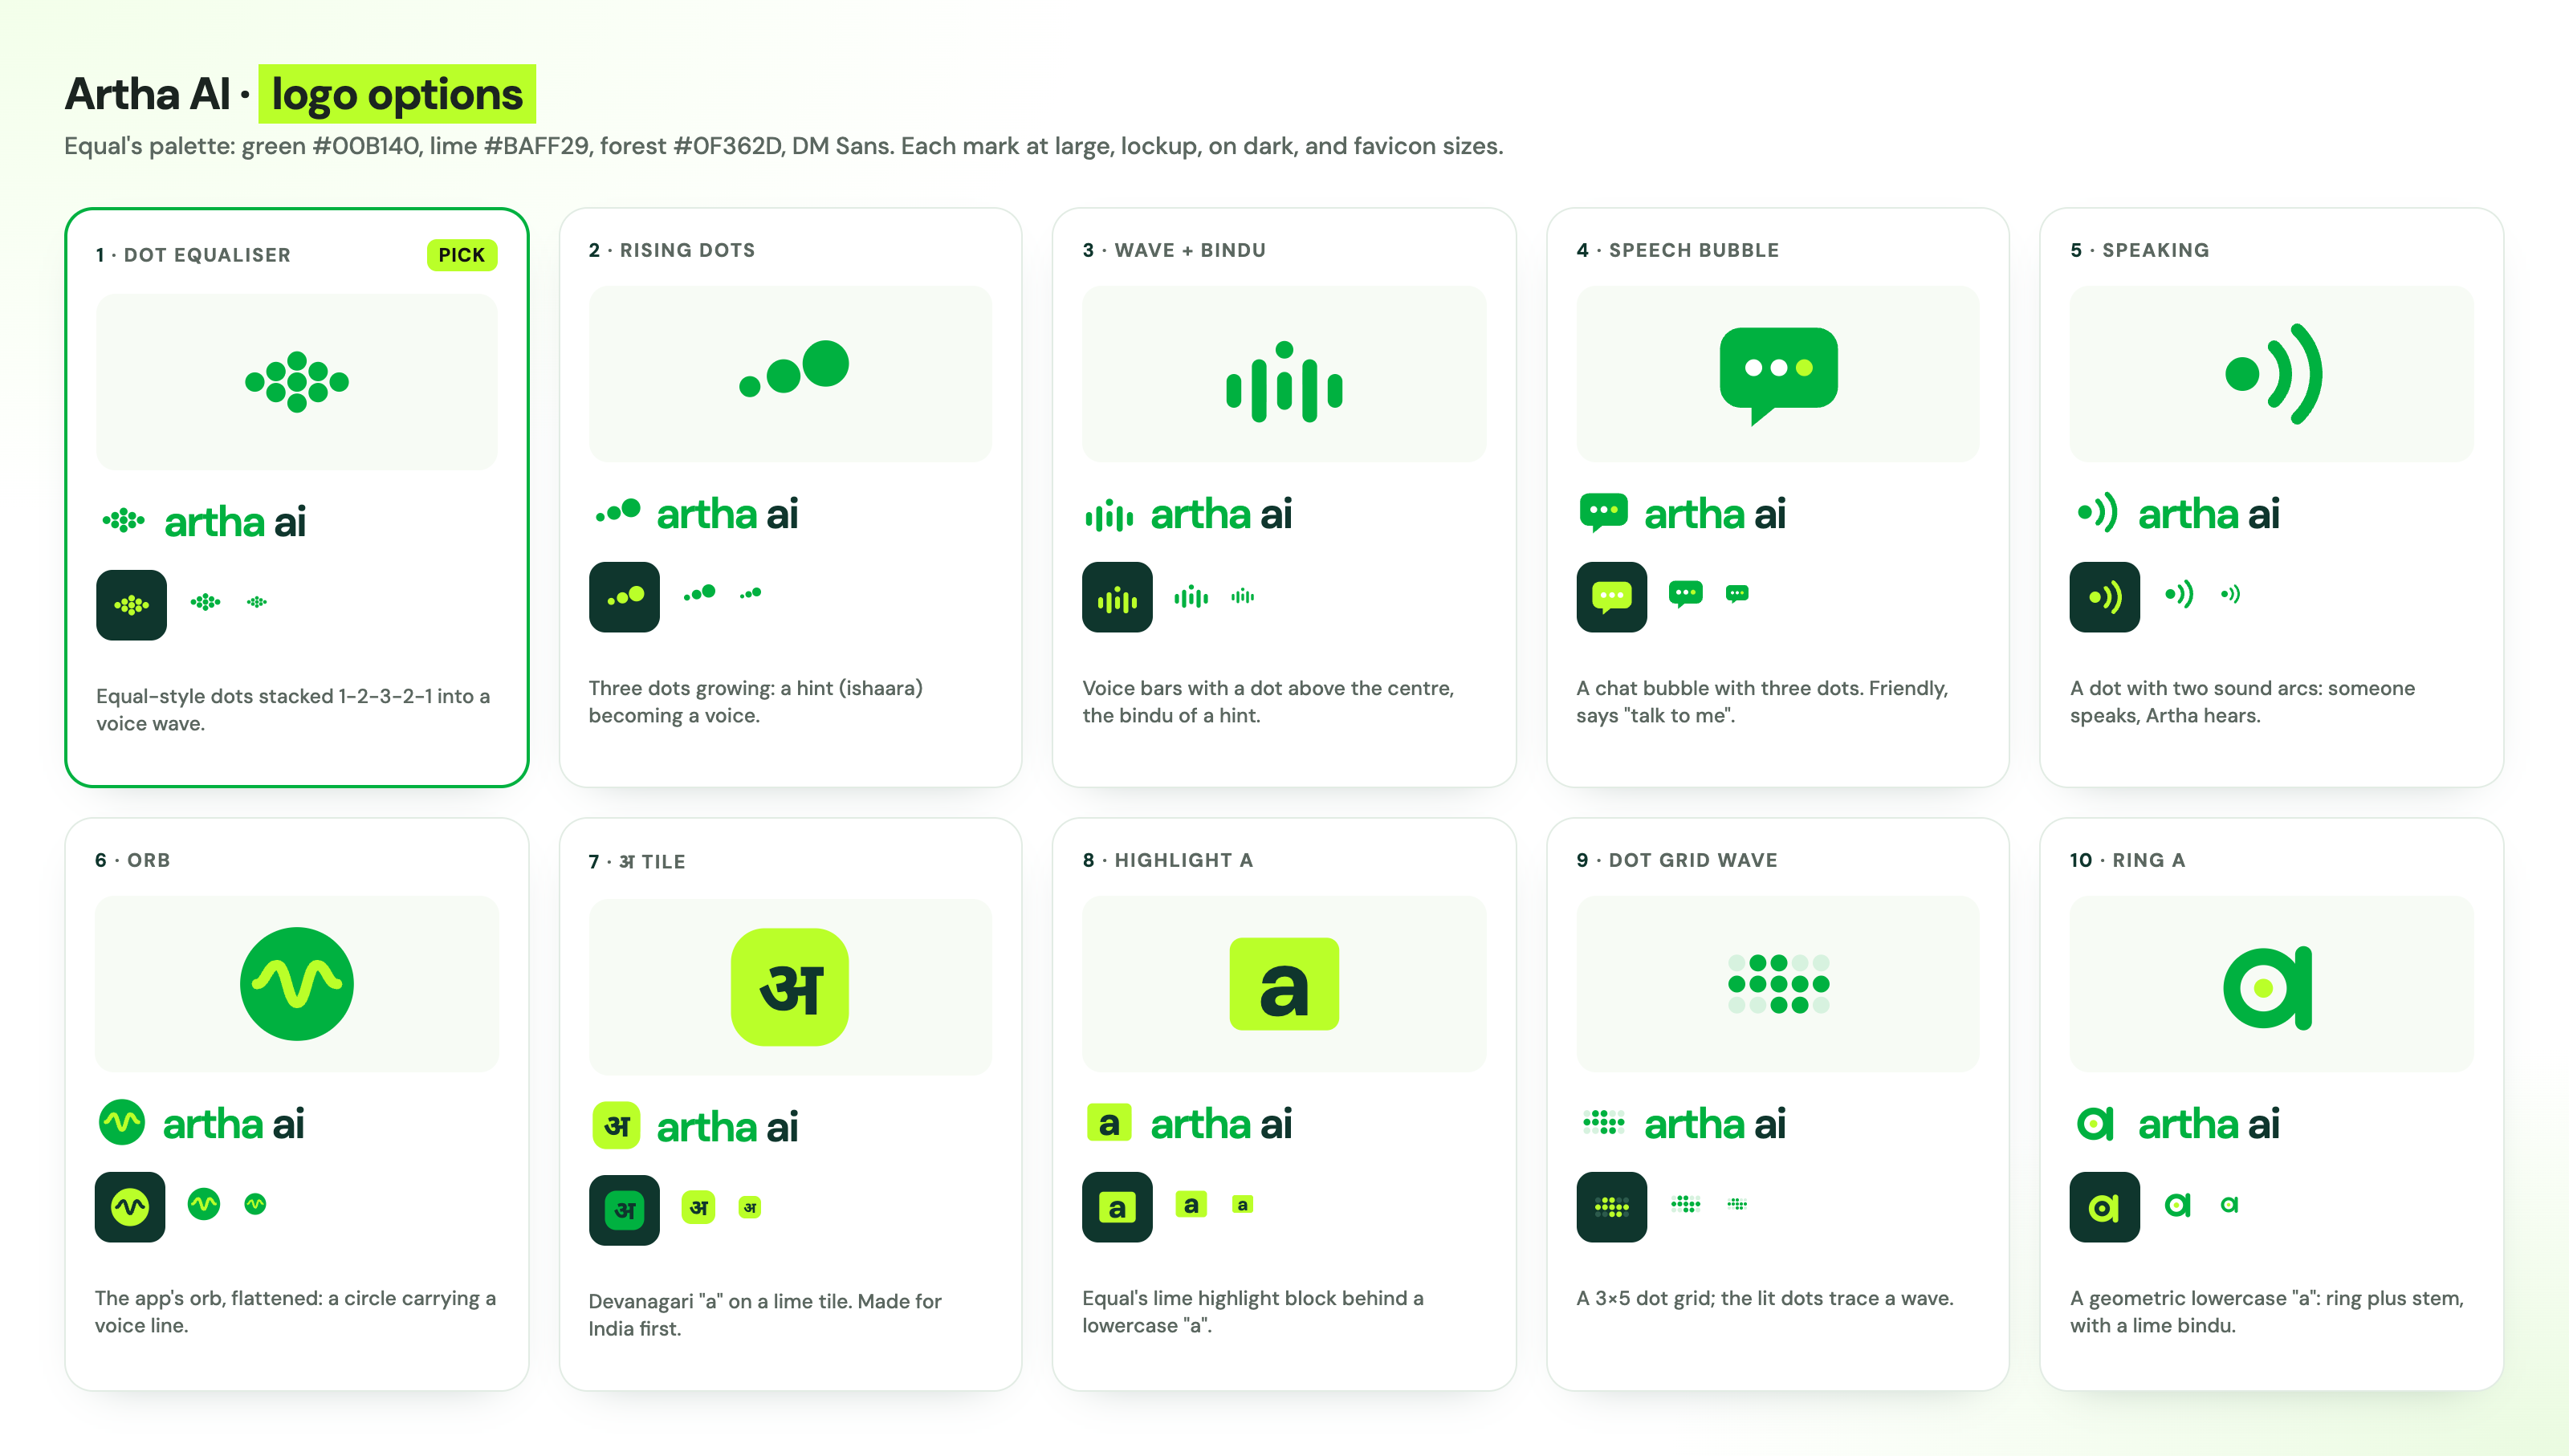 Artha AI · logo options
Equal's palette: green #00B140, lime #BAFF29, forest #0F362D, DM Sans. Each mark at large, lockup, on dark, and favicon sizes.
1 · DOT EQUALISER
PICK
artha ai
Equal-style dots stacked 1-2-3-2-1 into a
voice wave.
2 · RISING DOTS
artha ai
Three dots growing: a hint (ishaara)
becoming a voice.
3 · WAVE + BINDU
artha ai
Voice bars with a dot above the centre,
the bindu of a hint.
4 · SPEECH BUBBLE
artha ai
A chat bubble with three dots. Friendly,
says "talk to me".
5 · SPEAKING
artha ai
A dot with two sound arcs: someone
speaks, Artha hears.
6 · ORB
artha ai
The app's orb, flattened: a circle carrying a
voice line.
7 · अ TILE
अ
अ artha ai
अ अ अ
Devanagari "a" on a lime tile. Made for
India first.
8 · HIGHLIGHT A
a
a artha ai
a a a
Equal's lime highlight block behind a
lowercase "a".
9 · DOT GRID WAVE
artha ai
A 3×5 dot grid; the lit dots trace a wave.
10 · RING A
a
a artha ai
a a a
A geometric lowercase "a": ring plus stem,
with a lime bindu.